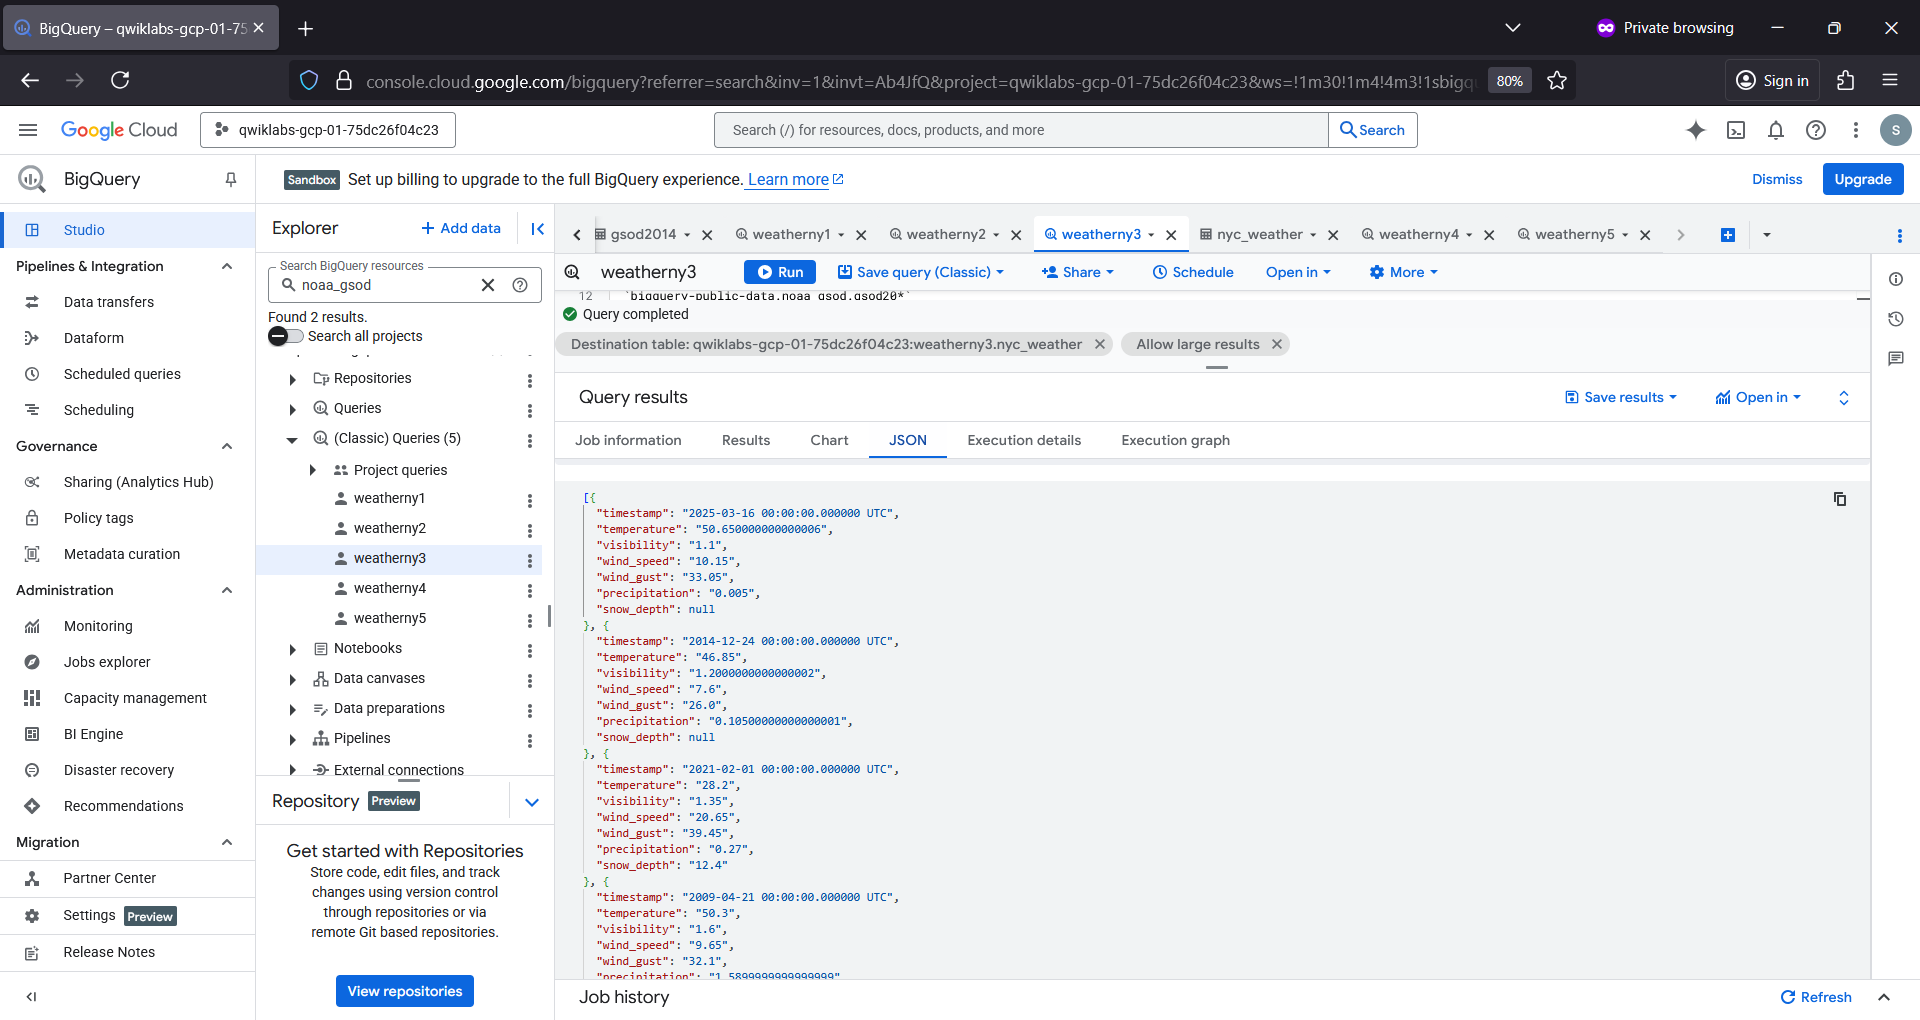 BigQuery – qwiklabs-gcp-01-75
Private browsing
console.cloud.google.com/bigquery?referrer=search&inv=1&invt=Ab4JfQ&project=qwiklabs-gcp-01-75dc26f04c23&ws=!1m30!1m4!4m3!1sbigqu
80%
Sign in
Google Cloud
qwiklabs-gcp-01-75dc26f04c23
Search (/) for resources, docs, products, and more
Search
S
BigQuery
Sandbox Set up billing to upgrade to the full BigQuery experience. Learn more
Dismiss
Upgrade
Studio
Pipelines & Integration
Data transfers
Dataform
Scheduled queries
Scheduling
Governance
Sharing (Analytics Hub)
Policy tags
Metadata curation
Administration
Monitoring
Jobs explorer
Capacity management
BI Engine
Disaster recovery
Recommendations
Migration
Partner Center
Settings Preview
Release Notes
Explorer
Add data
Search BigQuery resources
noaa_gsod
Found 2 results.
Search all projects
Repositories
Queries
(Classic) Queries (5)
Project queries
weatherny1
weatherny2
weatherny3
weatherny4
weatherny5
Notebooks
Data canvases
Data preparations
Pipelines
External connections
Repository Preview
Get started with Repositories
Store code, edit files, and track
changes using version control
through repositories or via
remote Git based repositories.
View repositories
gsod2014
weatherny1
weatherny2
weatherny3
nyc_weather
weatherny4
weatherny5
weatherny3
Run
Save query (Classic)
Share
Schedule
Open in
More
12 `bigquery-public-data.noaa_gsod.gsod20*`
Query completed
Destination table: qwiklabs-gcp-01-75dc26f04c23:weatherny3.nyc_weather
Allow large results
Query results
Save results
Open in
Job information
Results
Chart
JSON
Execution details
Execution graph
[{
"timestamp": "2025-03-16 00:00:00.000000 UTC",
"temperature": "50.650000000000006",
"visibility": "1.1",
"wind_speed": "10.15",
"wind_gust": "33.05",
"precipitation": "0.005",
"snow_depth": null
}, {
"timestamp": "2014-12-24 00:00:00.000000 UTC",
"temperature": "46.85",
"visibility": "1.2000000000000002",
"wind_speed": "7.6",
"wind_gust": "26.0",
"precipitation": "0.10500000000000001",
"snow_depth": null
}, {
"timestamp": "2021-02-01 00:00:00.000000 UTC",
"temperature": "28.2",
"visibility": "1.35",
"wind_speed": "20.65",
"wind_gust": "39.45",
"precipitation": "0.27",
"snow_depth": "12.4"
}, {
"timestamp": "2009-04-21 00:00:00.000000 UTC",
"temperature": "50.3",
"visibility": "1.6",
"wind_speed": "9.65",
"wind_gust": "32.1",
"precipitation": "1.5899999999999999"
Job history
Refresh